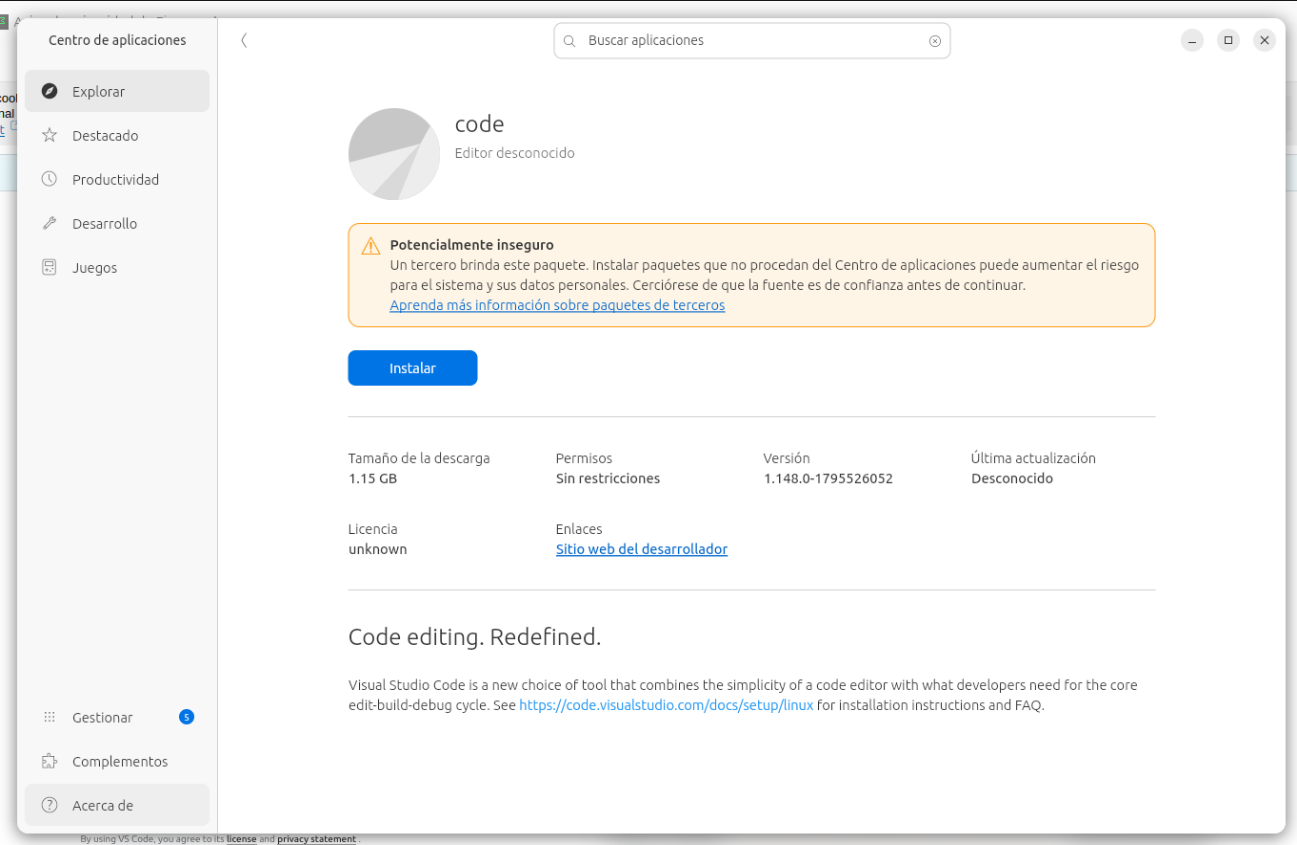 Centro de aplicaciones
Buscar aplicaciones
Explorar
Destacado
Productividad
Desarrollo
Juegos
code
Editor desconocido
Potencialmente inseguro
Un tercero brinda este paquete. Instalar paquetes que no procedan del Centro de aplicaciones puede aumentar el riesgo
para el sistema y sus datos personales. Cerciórese de que la fuente es de confianza antes de continuar.
Aprenda más información sobre paquetes de terceros
Instalar
Tamaño de la descarga
1.15 GB
Permisos
Sin restricciones
Versión
1.148.0-1795526052
Última actualización
Desconocido
Licencia
unknown
Enlaces
Sitio web del desarrollador
Code editing. Redefined.
Visual Studio Code is a new choice of tool that combines the simplicity of a code editor with what developers need for the core
edit-build-debug cycle. See https://code.visualstudio.com/docs/setup/linux for installation instructions and FAQ.
Gestionar 5
Complementos
Acerca de
By using VS Code, you agree to its license and privacy statement .